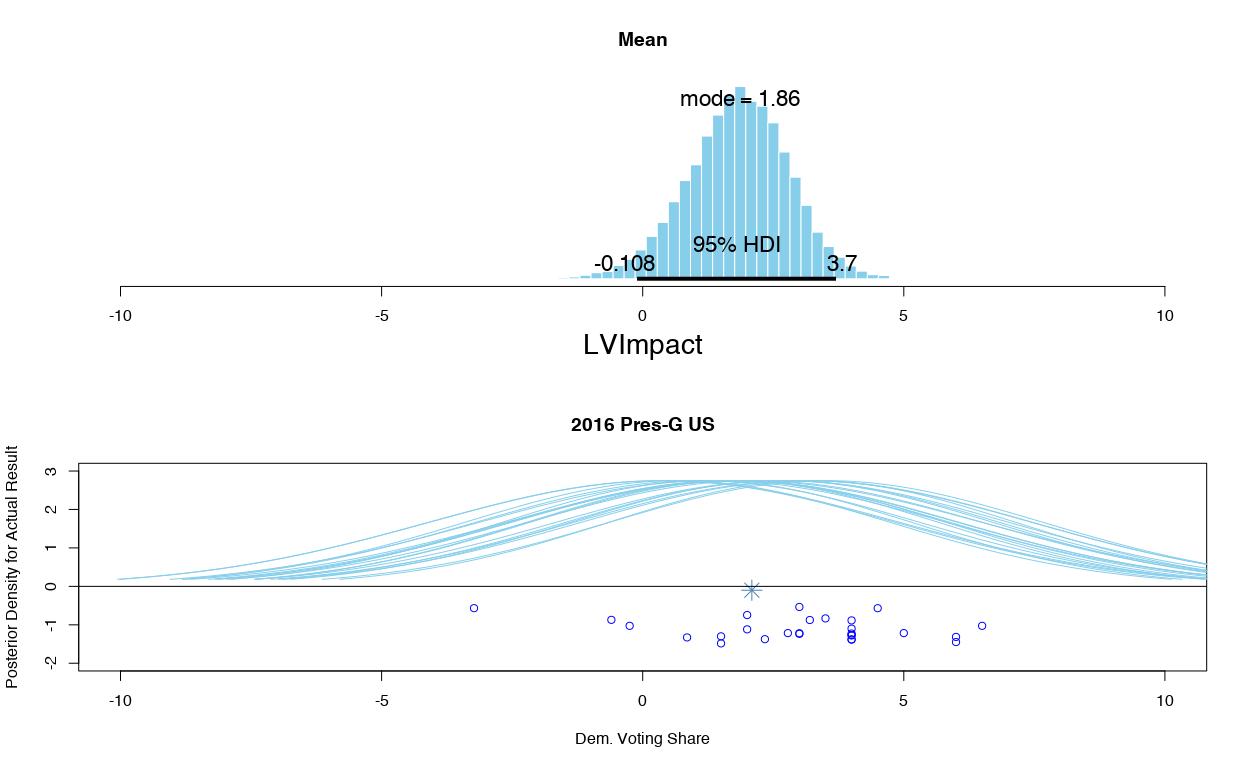 Mean
mode = 1.86
95% HDI
-0.108 3.7
-10 -5 0 5 10
LVImpact
2016 Pres-G US
Posterior Density for Actual Result
3
2
1
0
-1
-2
-10 -5 0 5 10
Dem. Voting Share